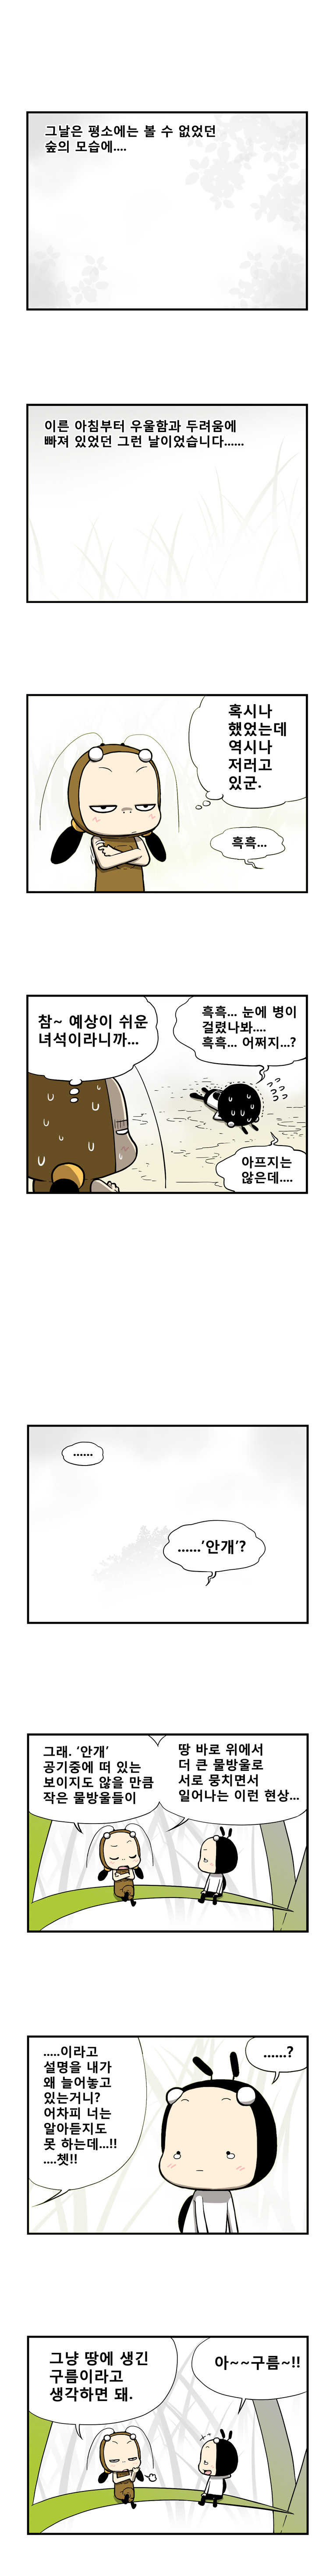 그날은 평소에는 볼 수 없었던
숲의 모습에....
이른 아침부터 우울함과 두려움에
빠져 있었던 그런 날이었습니다......
혹시나
했었는데
역시나
저러고
있군.
흑흑...
참~ 예상이 쉬운
녀석이라니까...
흑흑... 눈에 병이
걸렸나봐....
흑흑... 어쩌지...?
아프지는
않은데....
......
......'안개'?
그래. '안개'
공기중에 떠 있는
보이지도 않을 만큼
작은 물방울들이
땅 바로 위에서
더 큰 물방울로
서로 뭉치면서
일어나는 이런 현상...
.....이라고
설명을 내가
왜 늘어놓고
있는거니?
어차피 너는
알아듣지도
못 하는데...!!
....쳇!!
......?
그냥 땅에 생긴
구름이라고
생각하면 돼.
아~~구름~!!